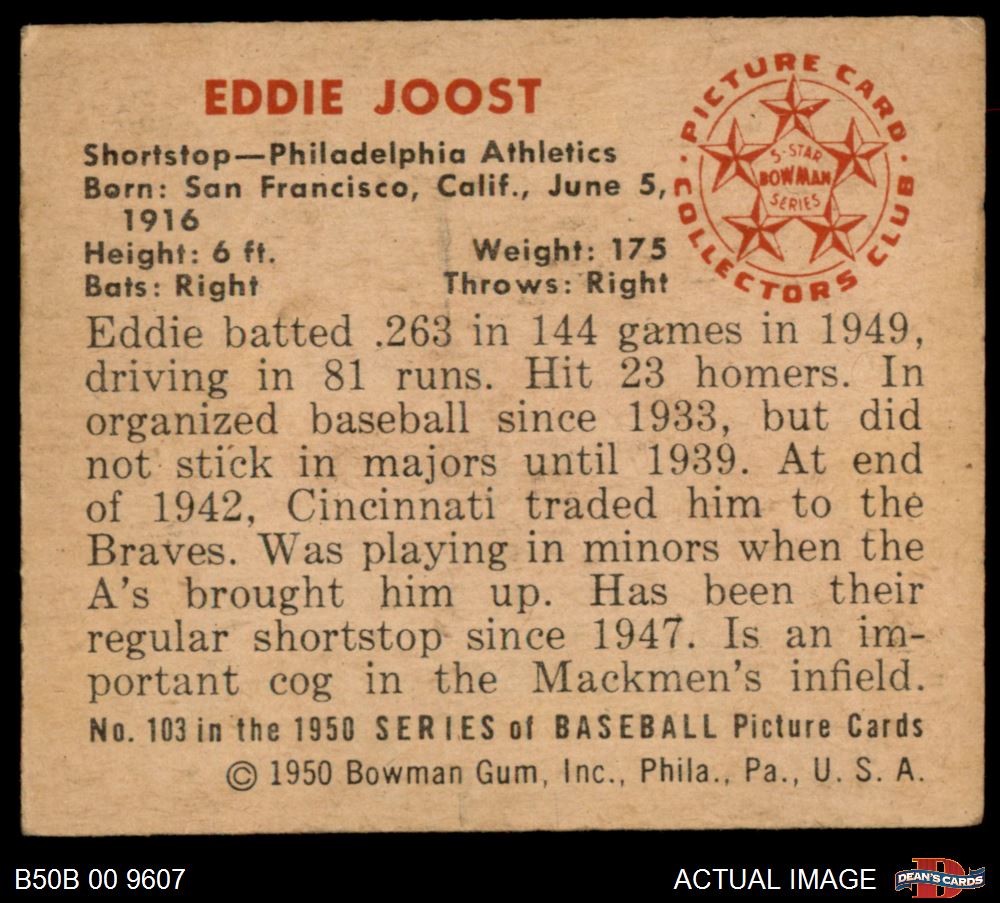 EDDIE JOOST
PICTURE CARD
COLLECTORS CLUB
5-STAR
BOWMAN
SERIES
Shortstop—Philadelphia Athletics
Born: San Francisco, Calif., June 5,
1916
Height: 6 ft. Weight: 175
Bats: Right Throws: Right
Eddie batted .263 in 144 games in 1949,
driving in 81 runs. Hit 23 homers. In
organized baseball since 1933, but did
not stick in majors until 1939. At end
of 1942, Cincinnati traded him to the
Braves. Was playing in minors when the
A's brought him up. Has been their
regular shortstop since 1947. Is an im-
portant cog in the Mackmen's infield.
No. 103 in the 1950 SERIES of BASEBALL Picture Cards
© 1950 Bowman Gum, Inc., Phila., Pa., U. S. A.
B50B 00 9607
ACTUAL IMAGE
D
DEAN'S CARDS